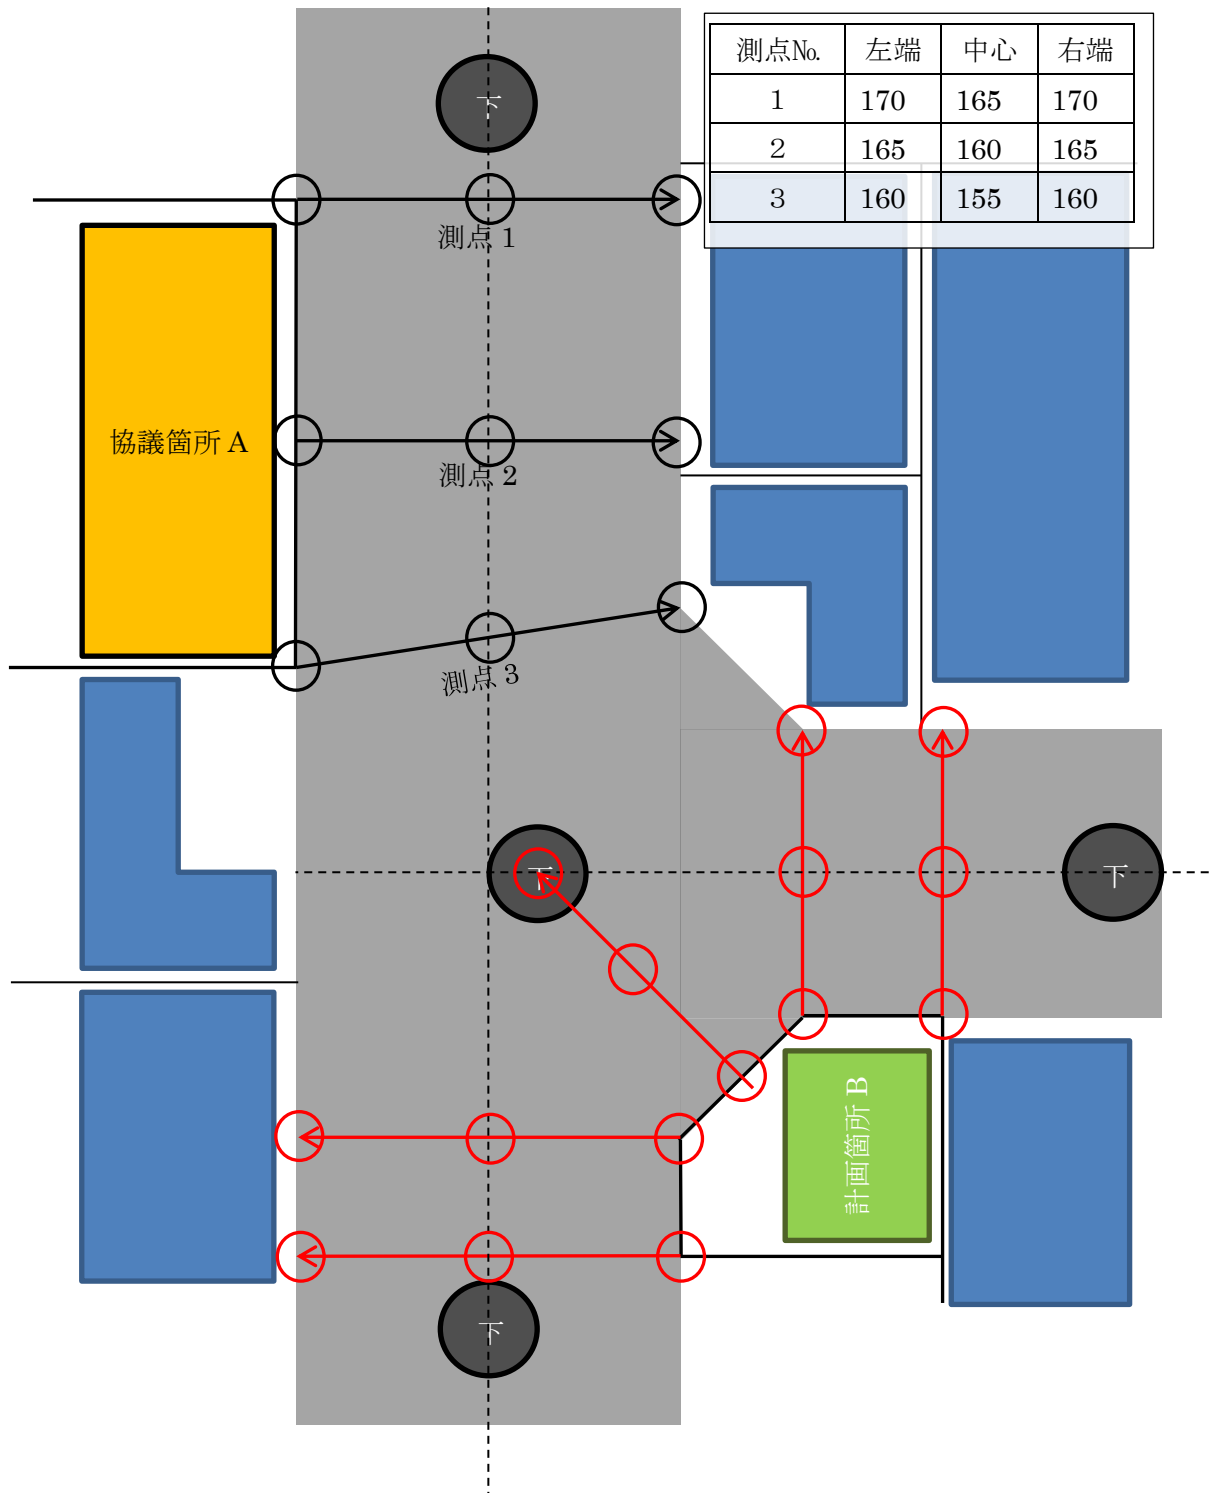 測点№ 左端 中心 右端
1 170 165 170
2 165 160 165
3 160 155 160
下
測点 1
協議箇所 A
測点 2
測点 3
下
下
計画箇所 B
下